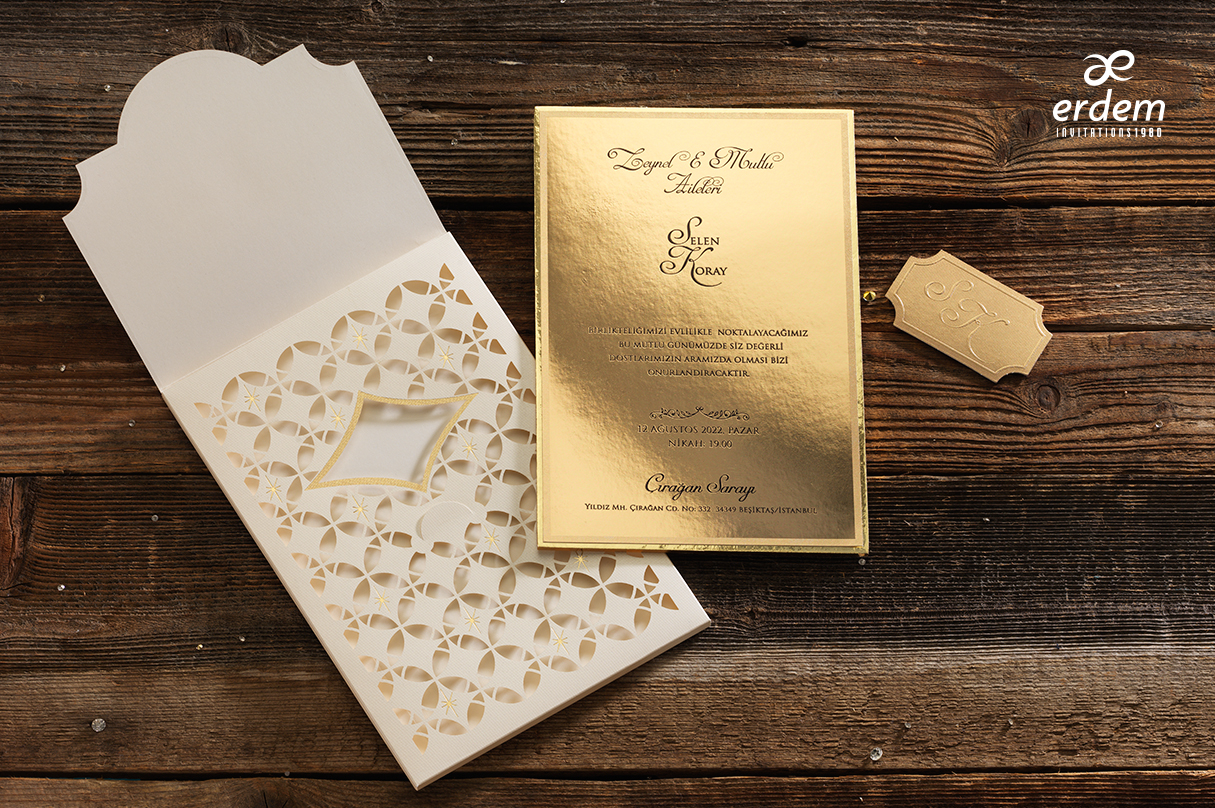 erdem
INVITATIONS1980
Zeynel & Mutlu
Aileleri
SELEN
KORAY
BİRLİKTELİĞİMİZİ EVLİLİKLE NOKTALAYACAĞIMIZ
BU MUTLU GÜNÜMÜZDE SİZ DEĞERLİ
DOSTLARIMIZIN ARAMIZDA OLMASI BİZİ
ONURLANDIRACAKTIR.
12 AĞUSTOS 2022, PAZAR
NİKAH: 19.00
Çırağan Sarayı
YILDIZ MH. ÇIRAĞAN CD. NO: 332 34349 BEŞİKTAŞ/İSTANBUL
S K